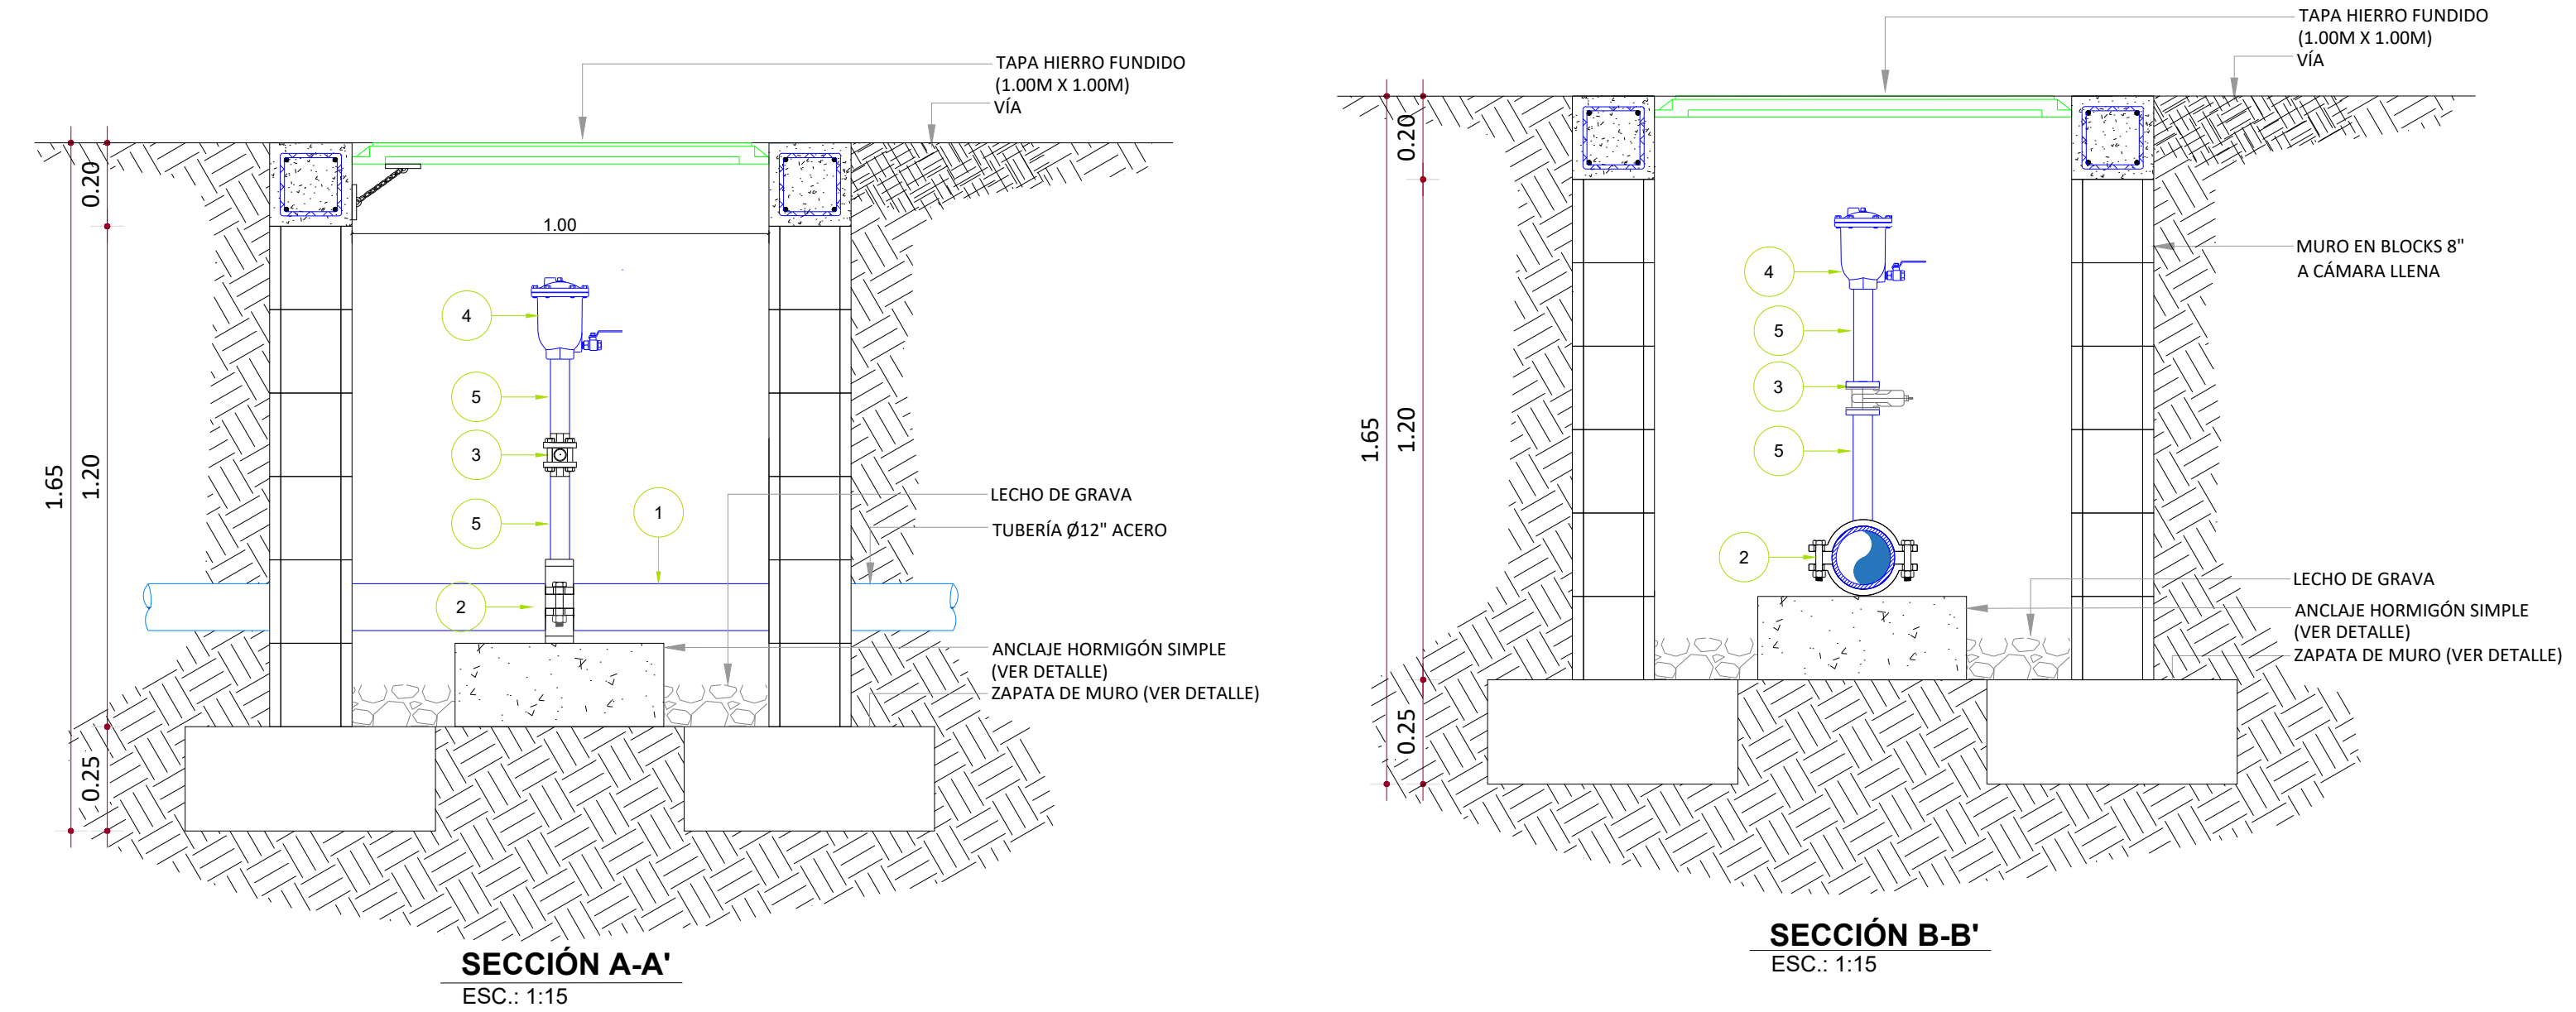 TAPA HIERRO FUNDIDO
(1.00M X 1.00M)
VÍA
0.20
1.00
4
5
3
5
1
2
1.65
1.20
0.25
LECHO DE GRAVA
TUBERÍA Ø12" ACERO
ANCLAJE HORMIGÓN SIMPLE
(VER DETALLE)
ZAPATA DE MURO (VER DETALLE)
SECCIÓN A-A'
ESC.: 1:15
TAPA HIERRO FUNDIDO
(1.00M X 1.00M)
VÍA
0.20
MURO EN BLOCKS 8"
A CÁMARA LLENA
4
5
3
5
2
1.65
1.20
0.25
LECHO DE GRAVA
ANCLAJE HORMIGÓN SIMPLE
(VER DETALLE)
ZAPATA DE MURO (VER DETALLE)
SECCIÓN B-B'
ESC.: 1:15